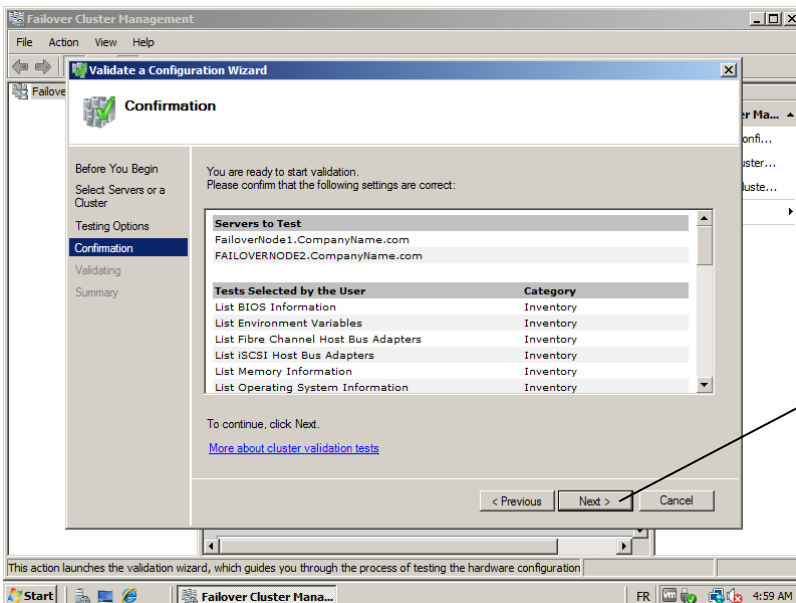 Failover Cluster Management
File Action View Help
Validate a Configuration Wizard
Failove
Confirmation
er Ma...
onfi...
uster...
luste...
Before You Begin
Select Servers or a
Cluster
Testing Options
Confirmation
Validating
Summary
You are ready to start validation.
Please confirm that the following settings are correct:
Servers to Test
FailoverNode1.CompanyName.com
FAILOVERNODE2.CompanyName.com
Tests Selected by the User Category
List BIOS Information Inventory
List Environment Variables Inventory
List Fibre Channel Host Bus Adapters Inventory
List iSCSI Host Bus Adapters Inventory
List Memory Information Inventory
List Operating System Information Inventory
To continue, click Next.
More about cluster validation tests
< Previous Next > Cancel
This action launches the validation wizard, which guides you through the process of testing the hardware configuration
Start Failover Cluster Mana... FR 4:59 AM